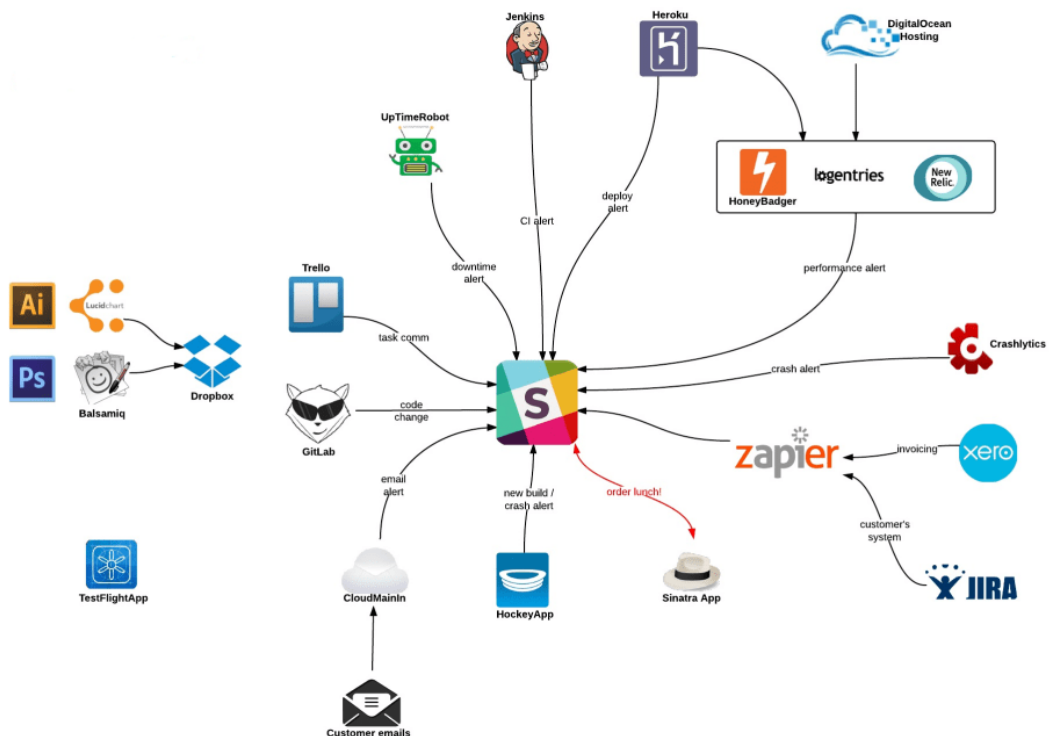 Jenkins
Heroku
DigitalOcean
Hosting
UpTimeRobot
HoneyBadger
logentries
New
Relic.
CI alert
deploy
alert
downtime
alert
performance alert
Trello
task comm
Ai
Lucidchart
Ps
Balsamiq
Dropbox
S
Crashlytics
crash alert
GitLab
code
change
zapier
invoicing
xero
email
alert
new build /
crash alert
order lunch!
customer's
system
TestFlightApp
CloudMainIn
HockeyApp
Sinatra App
JIRA
Customer emails